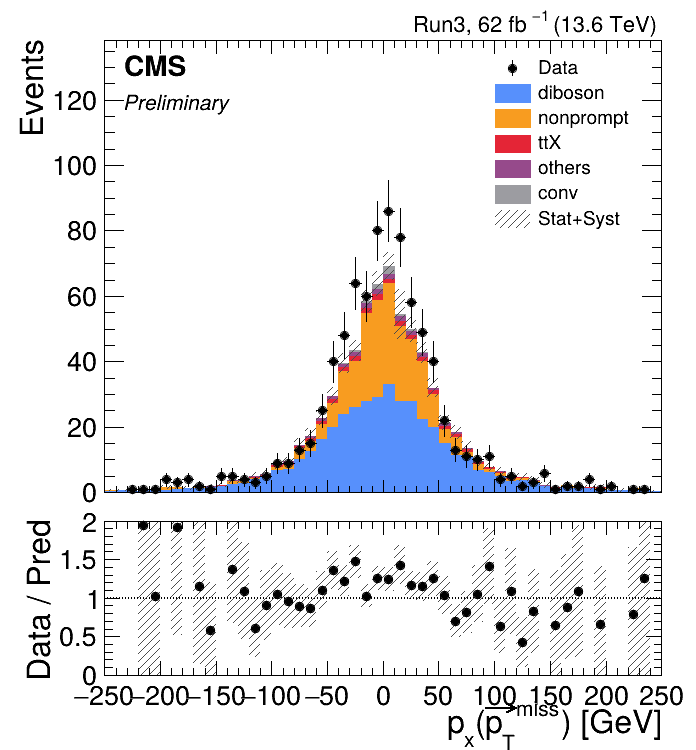 Run3, 62 fb⁻¹ (13.6 TeV)
CMS
Preliminary
Events
120
100
80
60
40
20
0
Data
diboson
nonprompt
ttX
others
conv
Stat+Syst
Data / Pred
2
1.5
1
0.5
0
−250 −200 −150 −100 −50 0 50 100 150 200 250
pₓ(p⃗_T^miss) [GeV]